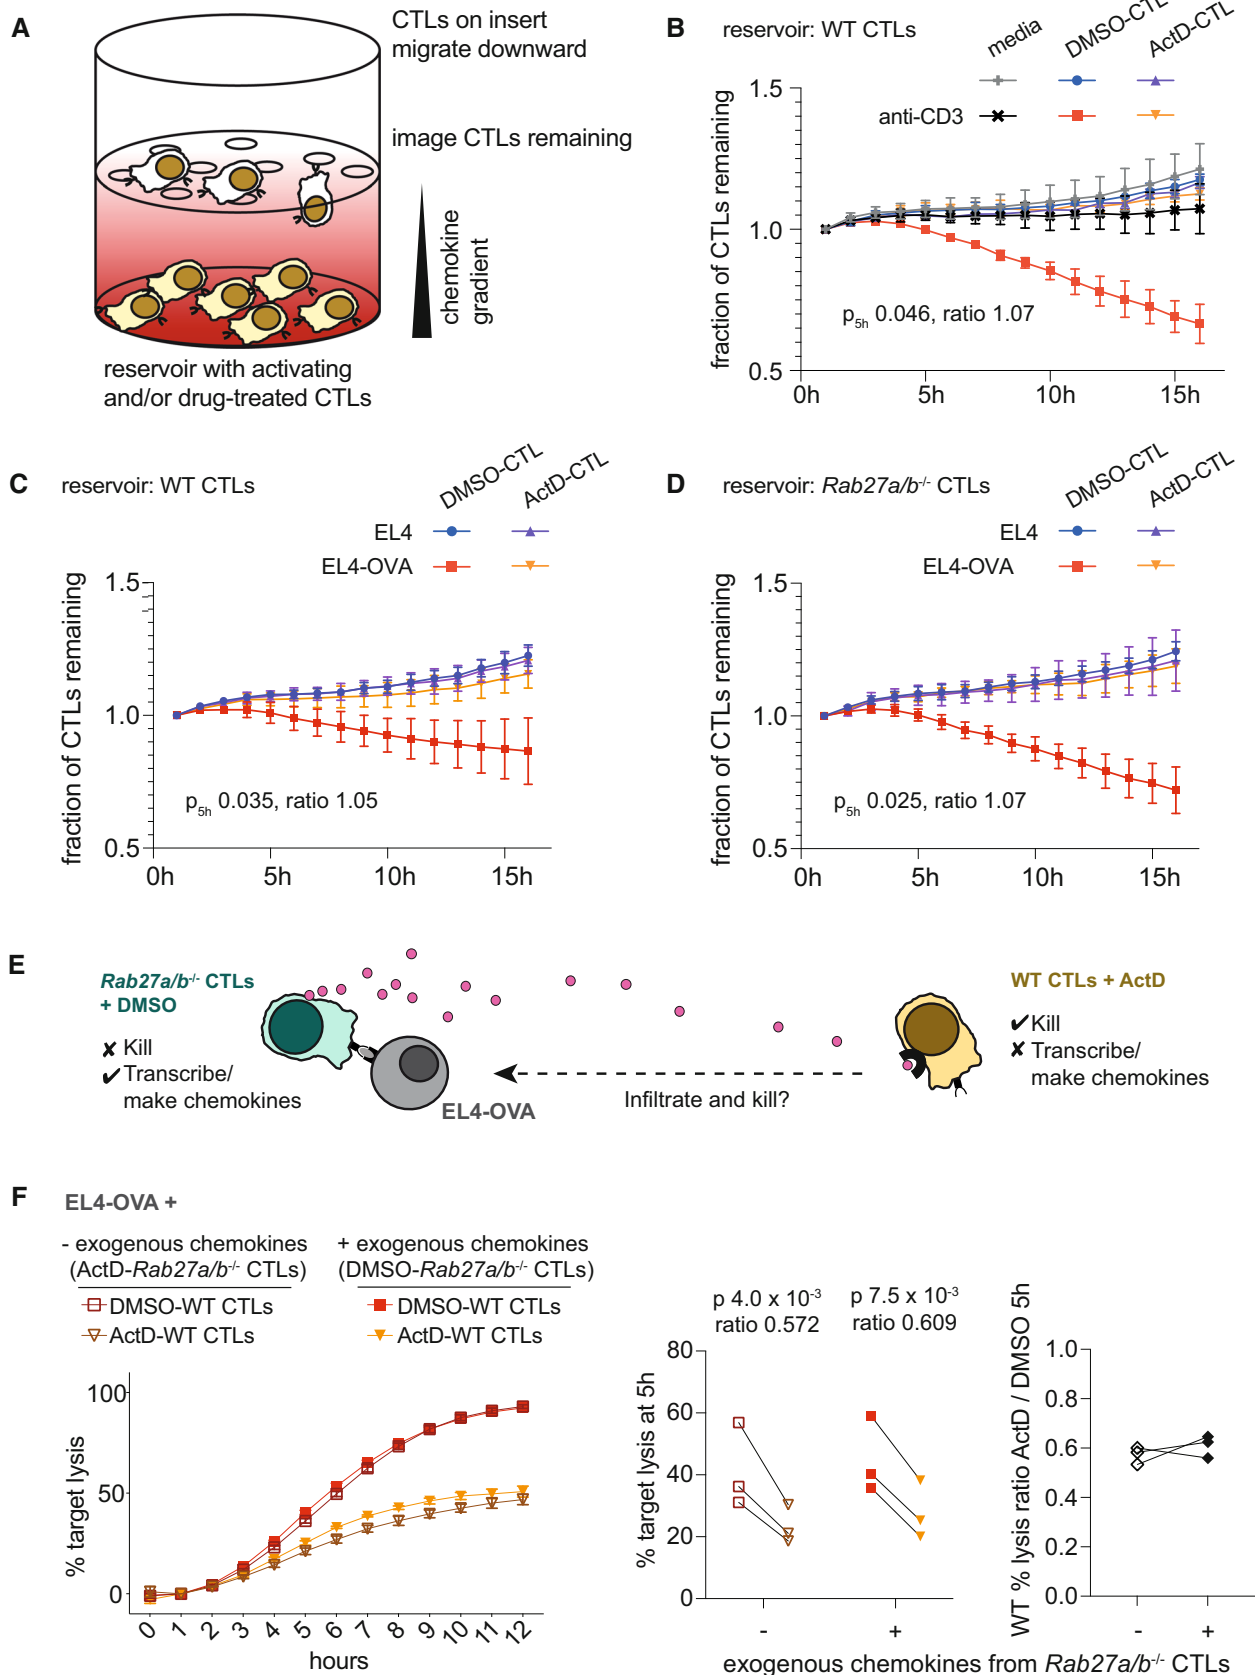 A
CTLs on insert
migrate downward
image CTLs remaining
chemokine
gradient
reservoir with activating
and/or drug-treated CTLs
B
reservoir: WT CTLs
media
DMSO-CTL
ActD-CTL
anti-CD3
fraction of CTLs remaining
1.5
1.0
0.5
p5h 0.046, ratio 1.07
0h 5h 10h 15h
C
reservoir: WT CTLs
DMSO-CTL
ActD-CTL
EL4
EL4-OVA
fraction of CTLs remaining
1.5
1.0
0.5
p5h 0.035, ratio 1.05
0h 5h 10h 15h
D
reservoir: Rab27a/b-/- CTLs
DMSO-CTL
ActD-CTL
EL4
EL4-OVA
fraction of CTLs remaining
1.5
1.0
0.5
p5h 0.025, ratio 1.07
0h 5h 10h 15h
E
Rab27a/b-/- CTLs
+ DMSO
✘ Kill
✔ Transcribe/
make chemokines
EL4-OVA
Infiltrate and kill?
WT CTLs + ActD
✔ Kill
✘ Transcribe/
make chemokines
F
EL4-OVA +
- exogenous chemokines
(ActD-Rab27a/b-/- CTLs)
DMSO-WT CTLs
ActD-WT CTLs
+ exogenous chemokines
(DMSO-Rab27a/b-/- CTLs)
DMSO-WT CTLs
ActD-WT CTLs
% target lysis
100
50
0
0 1 2 3 4 5 6 7 8 9 10 11 12
hours
p 4.0 x 10-3
ratio 0.572
p 7.5 x 10-3
ratio 0.609
% target lysis at 5h
80
60
40
20
0
- +
WT % lysis ratio ActD / DMSO 5h
1.0
0.8
0.6
0.4
0.2
0.0
- +
exogenous chemokines from Rab27a/b-/- CTLs